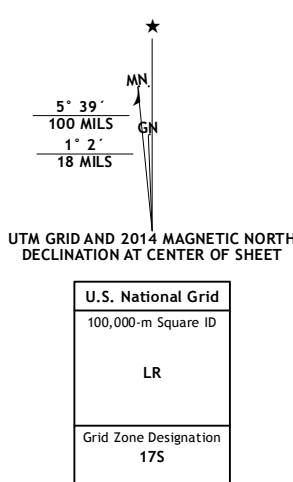 ★
MN
5° 39´
100 MILS
GN
1° 2´
18 MILS
UTM GRID AND 2014 MAGNETIC NORTH
DECLINATION AT CENTER OF SHEET
U.S. National Grid
100,000-m Square ID
LR
Grid Zone Designation
17S